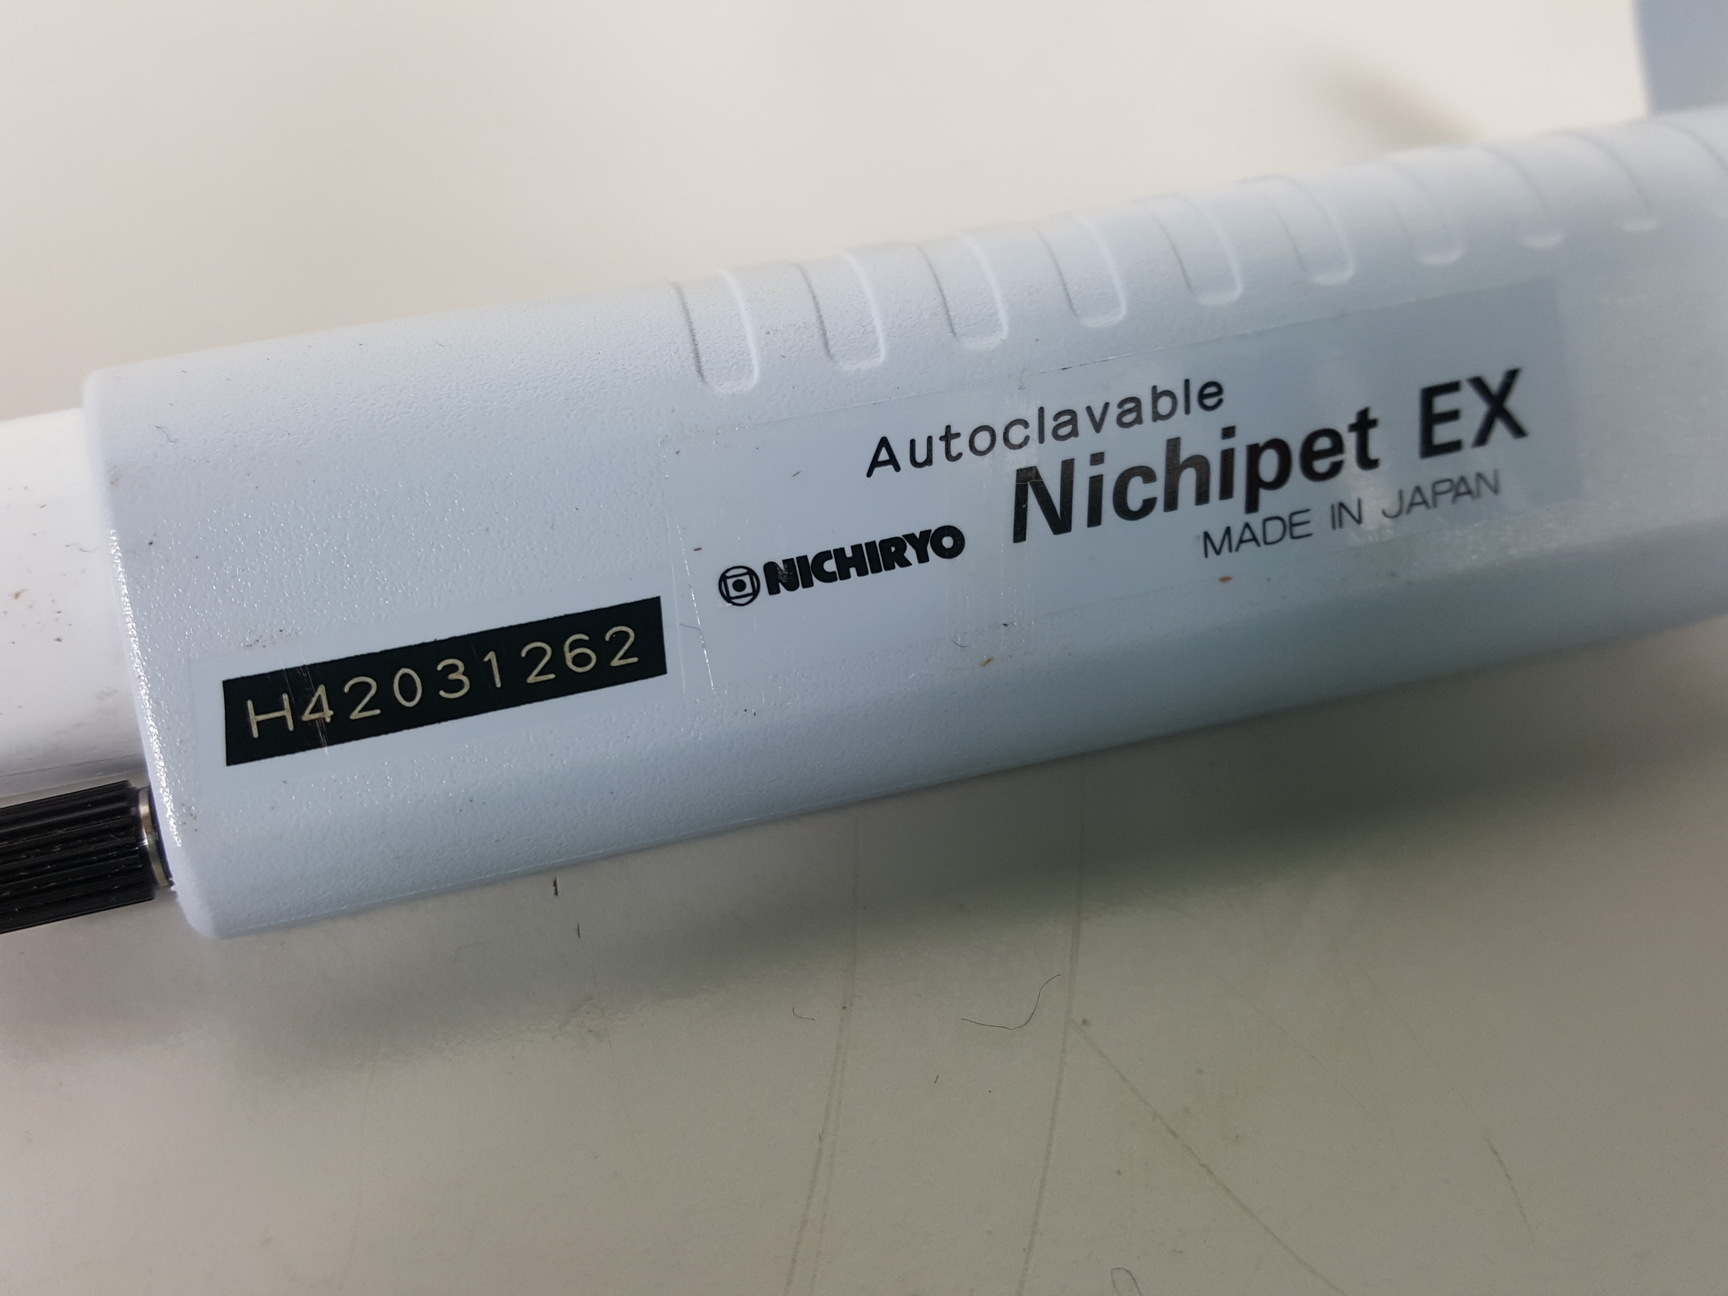 Autoclavable
NICHIRYO Nichipet EX
MADE IN JAPAN
H42031262